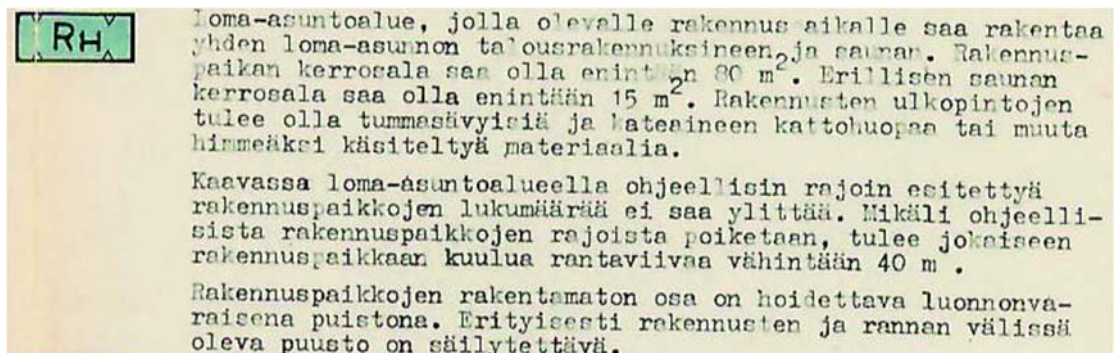 RH
Loma-asuntoalue, jolla olevalle rakennuspaikalle saa rakentaa
yhden loma-asunnon talousrakennuksineen ja saunan. Rakennus-
paikan kerrosala saa olla enintään 80 m². Erillisen saunan
kerrosala saa olla enintään 15 m². Rakennusten ulkopintojen
tulee olla tummasävyisiä ja kateaineen kattohuopaa tai muuta
himmeäksi käsiteltyä materiaalia.
Kaavassa loma-asuntoalueella ohjeellisin rajoin esitettyä
rakennuspaikkojen lukumäärää ei saa ylittää. Mikäli ohjeelli-
sista rakennuspaikkojen rajoista poiketaan, tulee jokaiseen
rakennuspaikkaan kuulua rantaviivaa vähintään 40 m .
Rakennuspaikkojen rakentamaton osa on hoidettava luonnonva-
raisena puistona. Erityisesti rakennusten ja rannan välissä
oleva puusto on säilytettävä.